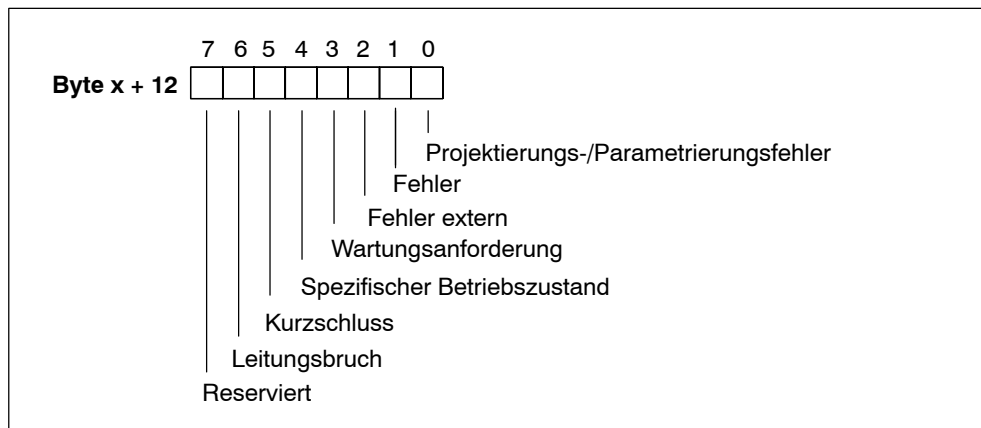 7 6 5 4 3 2 1 0
Byte x + 12
Projektierungs-/Parametrierungsfehler
Fehler
Fehler extern
Wartungsanforderung
Spezifischer Betriebszustand
Kurzschluss
Leitungsbruch
Reserviert